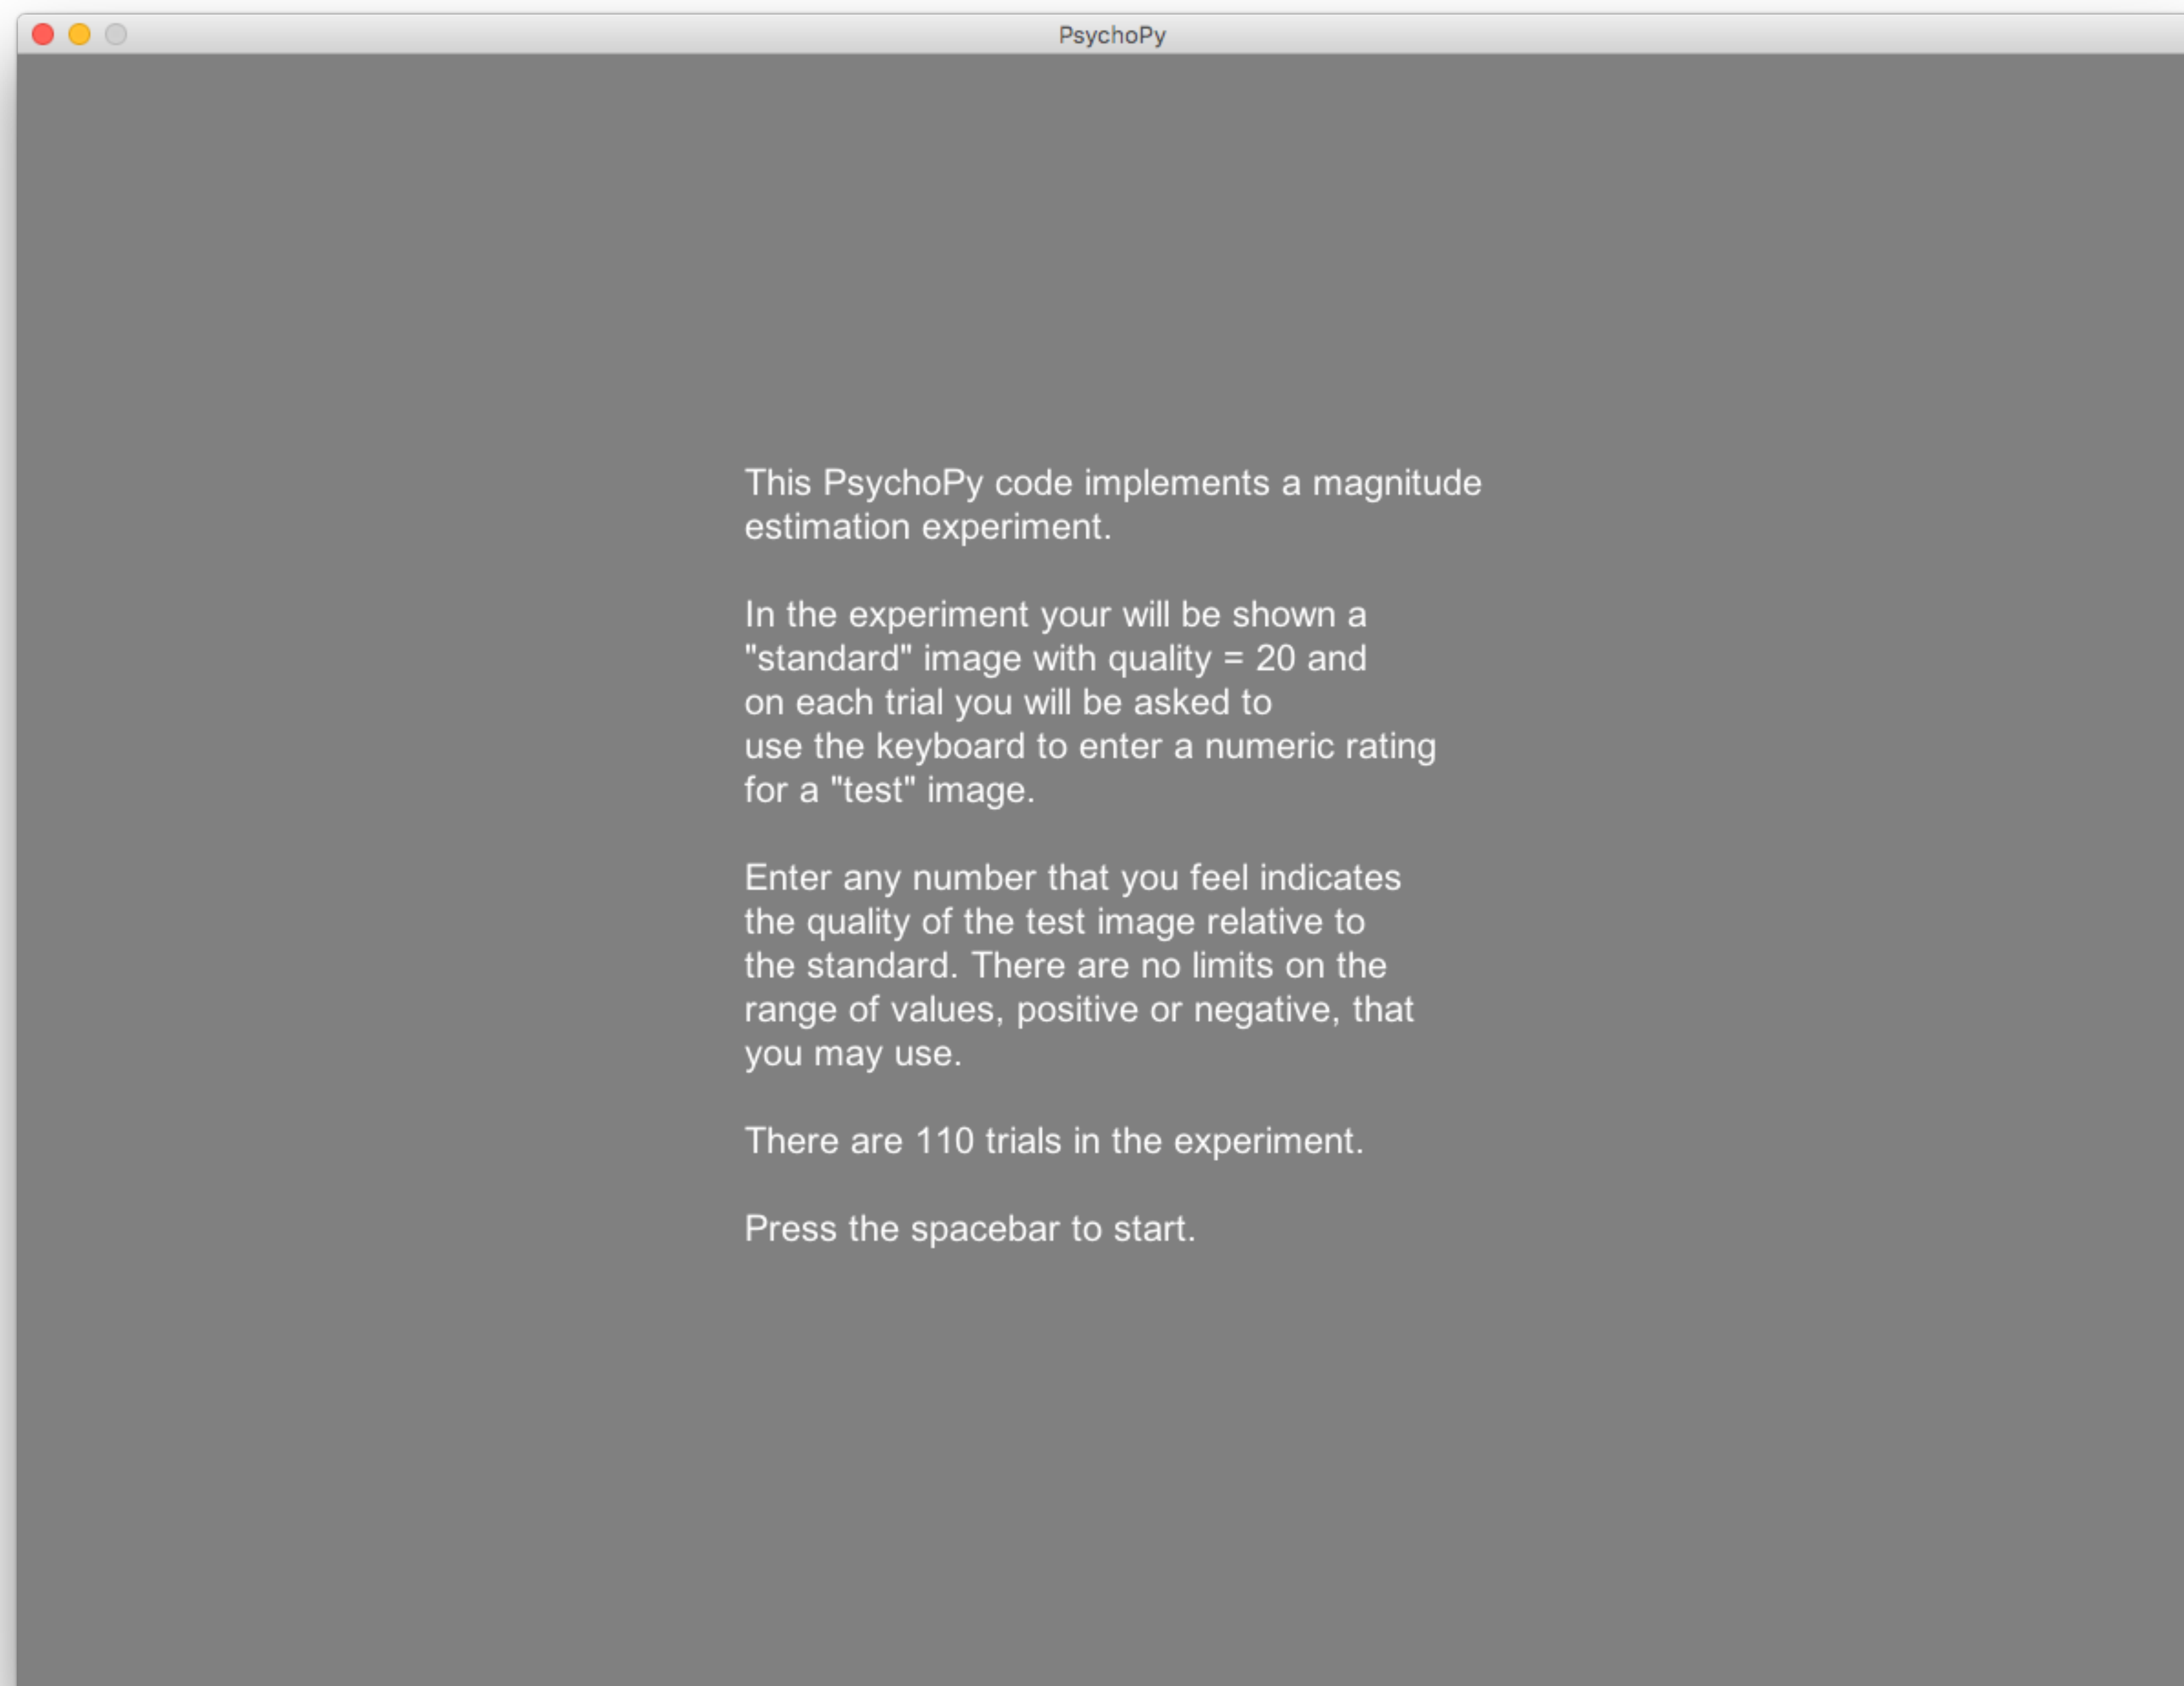 PsychoPy
This PsychoPy code implements a magnitude
estimation experiment.
In the experiment your will be shown a
"standard" image with quality = 20 and
on each trial you will be asked to
use the keyboard to enter a numeric rating
for a "test" image.
Enter any number that you feel indicates
the quality of the test image relative to
the standard. There are no limits on the
range of values, positive or negative, that
you may use.
There are 110 trials in the experiment.
Press the spacebar to start.